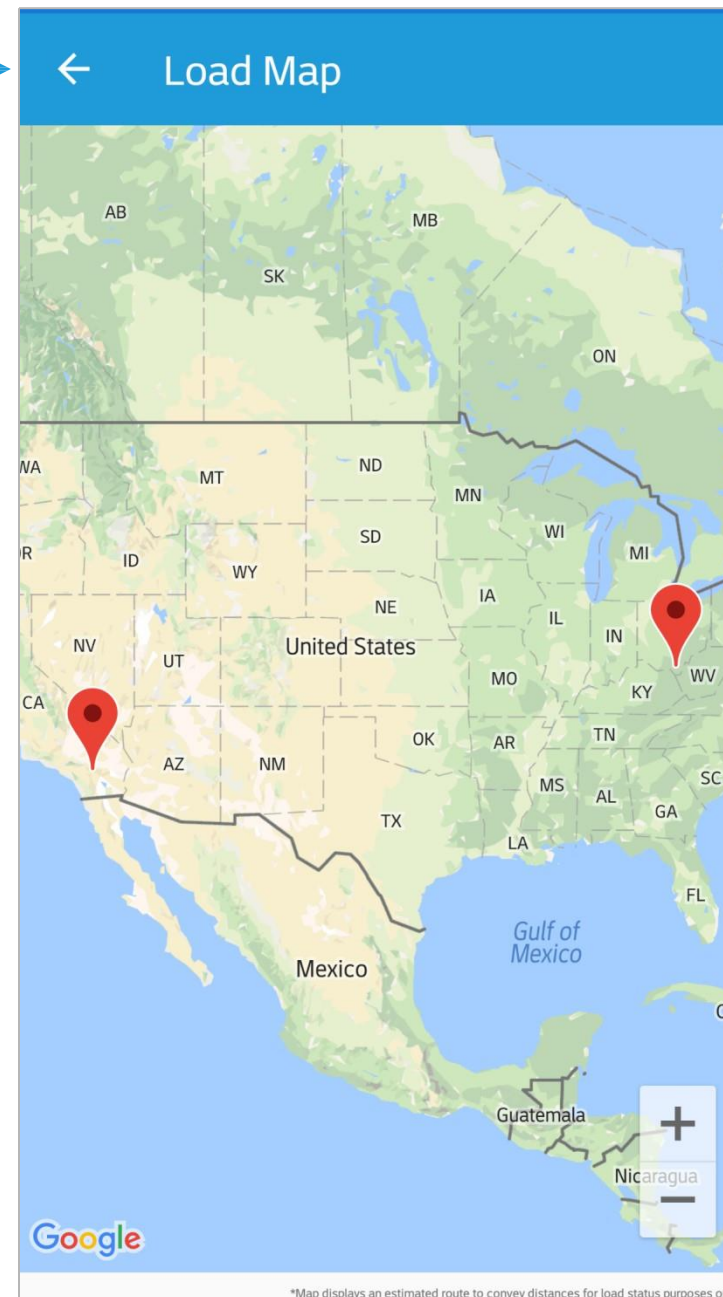 Load Map
AB
MB
SK
ON
WA
MT
ND
MN
SD
WI
MI
OR
ID
WY
IA
NE
IL
IN
NV
UT
United States
MO
WV
KY
CA
OK
AR
TN
AZ
NM
SC
MS
AL
GA
TX
LA
FL
Gulf of
Mexico
Mexico
Guatemala
Nicaragua
Google
*Map displays an estimated route to convey distances for load status purposes